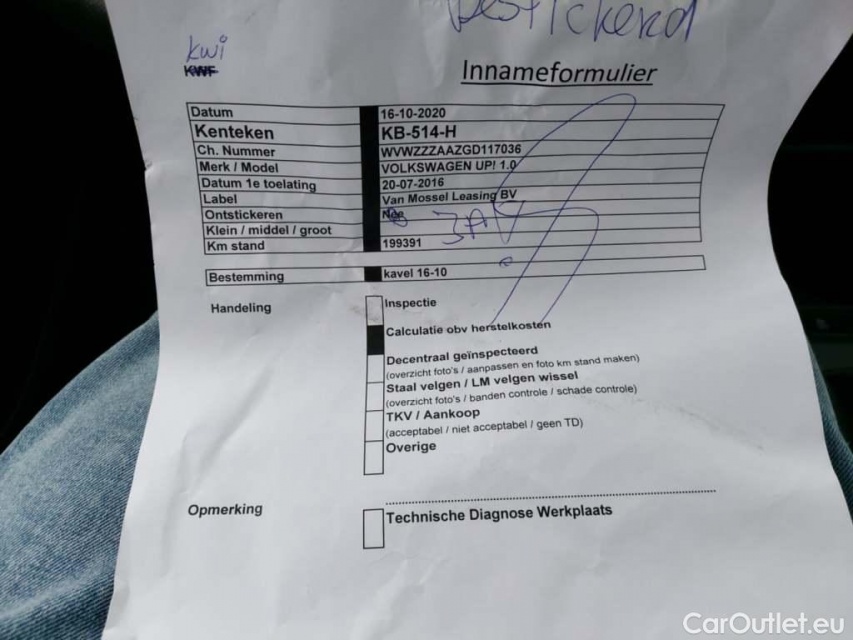 Bestickerd
kwi
KWF
Innameformulier
Datum 16-10-2020
Kenteken KB-514-H
Ch. Nummer WVWZZZAAZGD117036
Merk / Model VOLKSWAGEN UP! 1.0
Datum 1e toelating 20-07-2016
Label Van Mossel Leasing BV
Ontstickeren Nee JA
Klein / middel / groot
Km stand 199391
Bestemming kavel 16-10
Handeling Inspectie
Calculatie obv herstelkosten
Decentraal geïnspecteerd
(overzicht foto's / aanpassen en foto km stand maken)
Staal velgen / LM velgen wissel
(overzicht foto's / banden controle / schade controle)
TKV / Aankoop
(acceptabel / niet acceptabel / geen TD)
Overige
Opmerking
Technische Diagnose Werkplaats
CarOutlet.eu